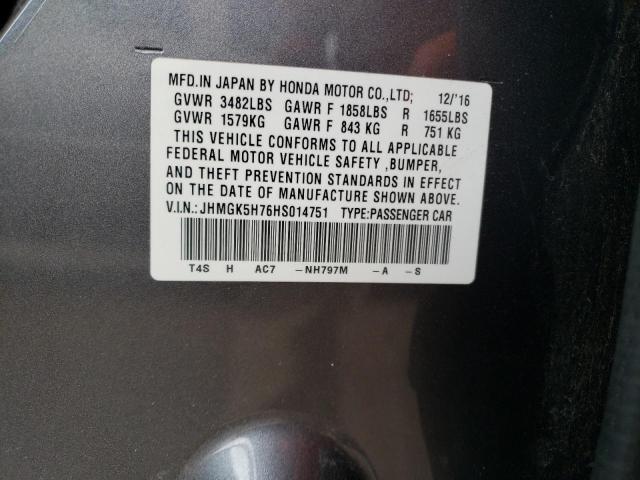 MFD.IN JAPAN BY HONDA MOTOR CO.,LTD; 12/'16
GVWR 3482LBS GAWR F 1858LBS R 1655LBS
GVWR 1579KG GAWR F 843 KG R 751 KG
THIS VEHICLE CONFORMS TO ALL APPLICABLE
FEDERAL MOTOR VEHICLE SAFETY ,BUMPER,
AND THEFT PREVENTION STANDARDS IN EFFECT
ON THE DATE OF MANUFACTURE SHOWN ABOVE.
V.I.N.:JHMGK5H76HS014751 TYPE:PASSENGER CAR
T4S H AC7 -NH797M -A -S